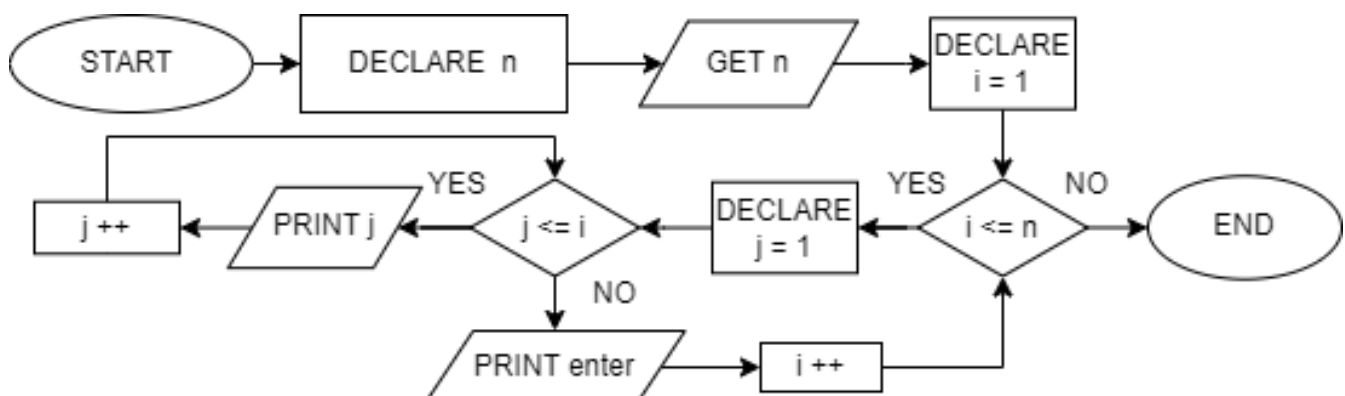 START
DECLARE n
GET n
DECLARE
i = 1
YES
NO
j ++
PRINT j
j <= i
DECLARE
j = 1
YES
i <= n
NO
END
PRINT enter
i ++